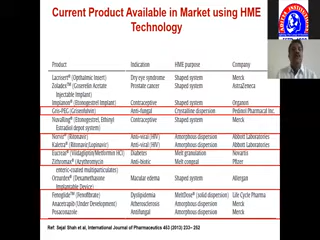 Current Product Available in Market using HME
Technology
Product Indication HME purpose Company
Lacrisert® (Opthalmic Insert) Dry eye syndrome Shaped system Merck
Zoladex™ (Goserelin Acetate Prostate cancer Shaped system AstraZeneca
Injectable Implant)
Implanon® (Etonogestrel Implant) Contraceptive Shaped system Organon
Gris-PEG (Griseofulvin) Anti-fungal Crystalline dispersion Pedinol Pharmacal Inc.
NuvaRing® (Etonogestrel, Ethinyl Contraceptive Shaped system Merck
Estradiol depot system)
Norvir® (Ritonavir) Anti-viral (HIV) Amorphous dispersion Abbott Laboratories
Kaletra® (Ritonavir/Lopinavir) Anti-viral (HIV) Amorphous dispersion Abbott Laboratories
Eucreas® (Vildagliptin/Metformin HCl) Diabetes Melt granulation Novartis
Zithromax® (Azythromycin Anti-biotic Melt congeal Pfizer
enteric-coated multiparticulates)
Ozurdex® (Dexamethasone Macular edema Shaped system Allergan
Implantable Device)
Fenoglide™ (Fenofibrate) Dyslipidemia MeltDose® (solid dispersion) Life Cycle Pharma
Anacetrapib (Under Development) Atherosclerosis Amorphous dispersion Merck
Posaconazole Antifungal Amorphous dispersion Merck
Ref: Sejal Shah et al, International Journal of Pharmaceutics 453 (2013) 233– 252